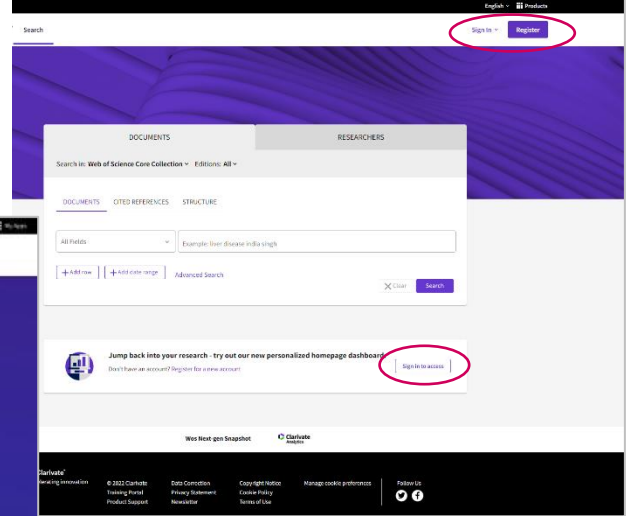 English Products
Search Sign In Register
DOCUMENTS RESEARCHERS
Search in: Web of Science Core Collection Editions: All
DOCUMENTS CITED REFERENCES STRUCTURE
All Fields Example: liver disease india singh
+ Add row + Add date range Advanced Search
Clear Search
Jump back into your research - try out our new personalized homepage dashboard
Don't have an account? Register for a new account Sign in to access
Wos Next-gen Snapshot Clarivate
Analytics
Clarivate
erating innovation © 2022 Clarivate Data Correction Copyright Notice Manage cookie preferences Follow Us
Training Portal Privacy Statement Cookie Policy
Product Support Newsletter Terms of Use